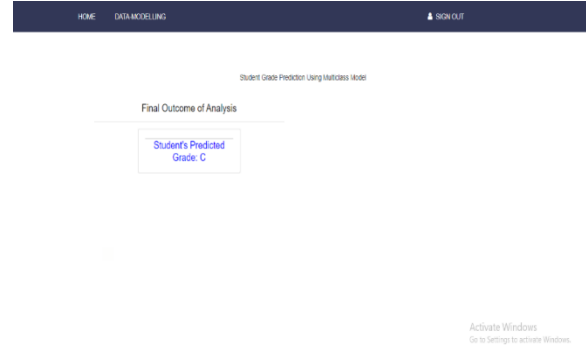 HOME DATA-MODELLING SIGN OUT
Student Grade Prediction Using Multiclass Model
Final Outcome of Analysis
Student's Predicted
Grade: C
Activate Windows
Go to Settings to activate Windows.